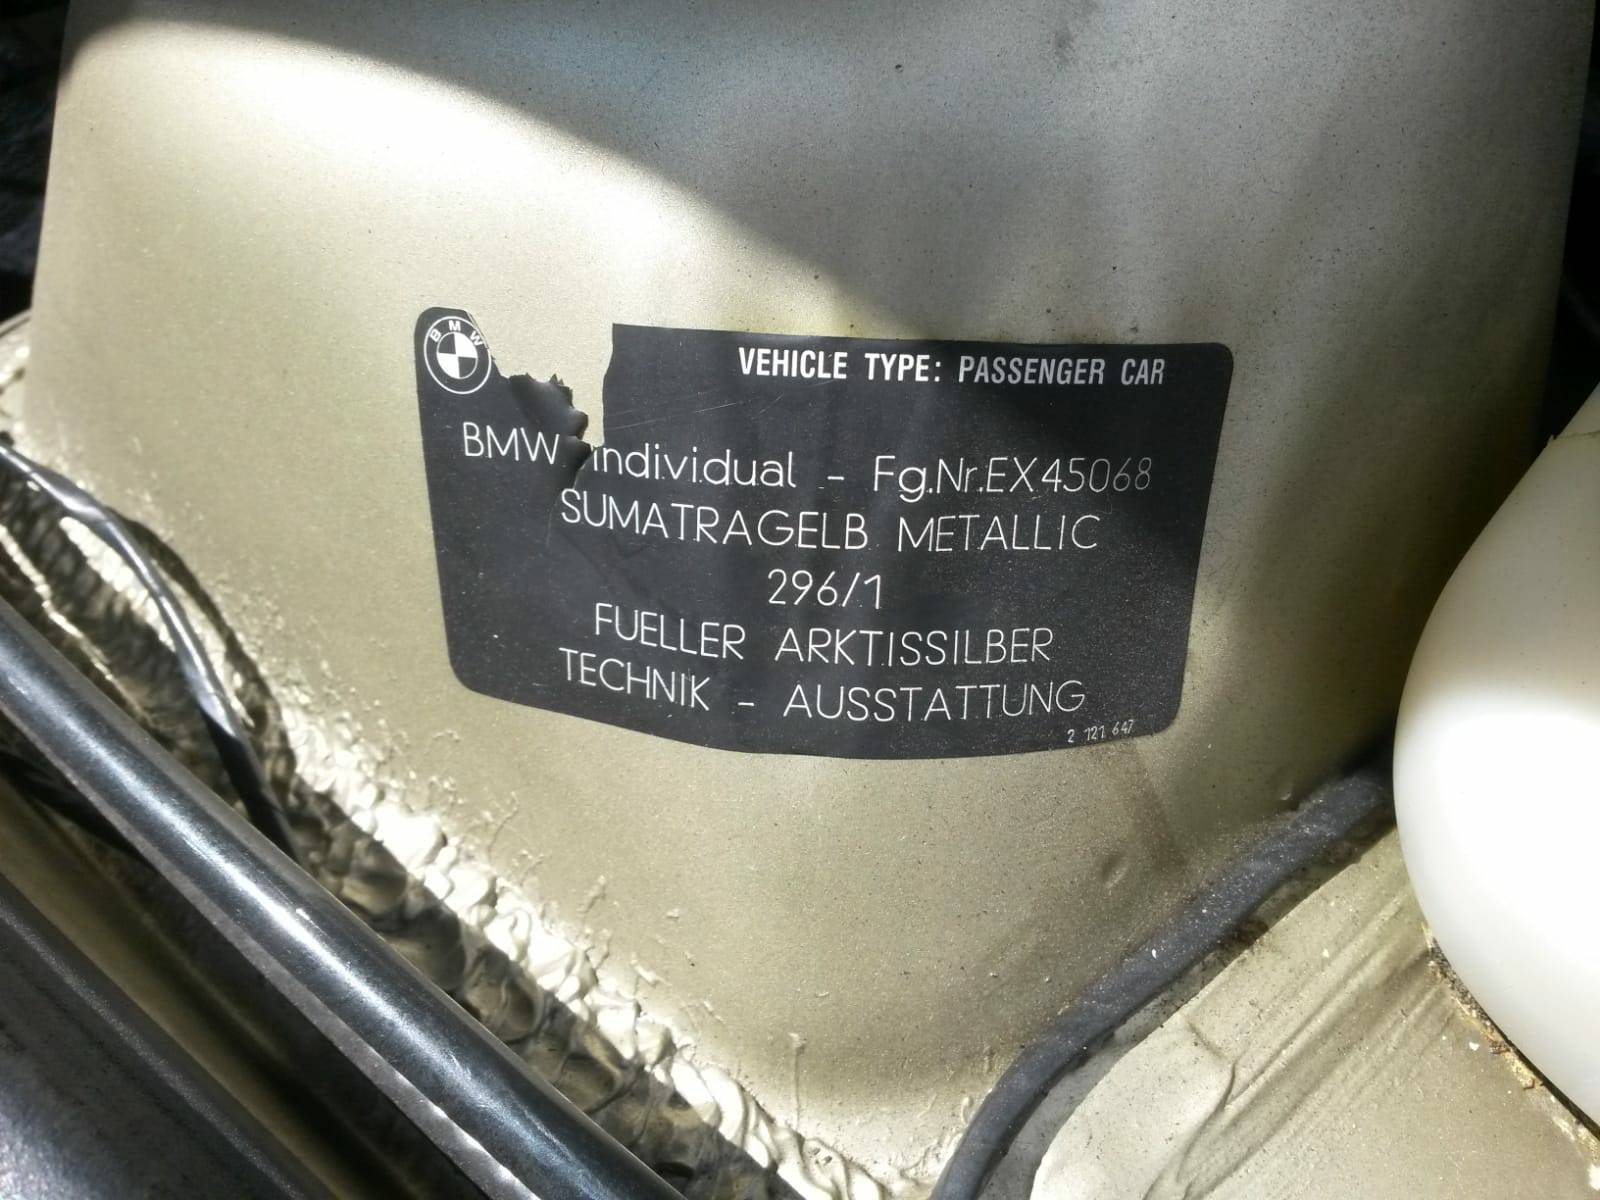 BMW
VEHICLE TYPE: PASSENGER CAR
BMW individual - Fg.Nr.EX45068
SUMATRAGELB METALLIC
296/1
FUELLER ARKTISSILBER
TECHNIK - AUSSTATTUNG
2 121 647